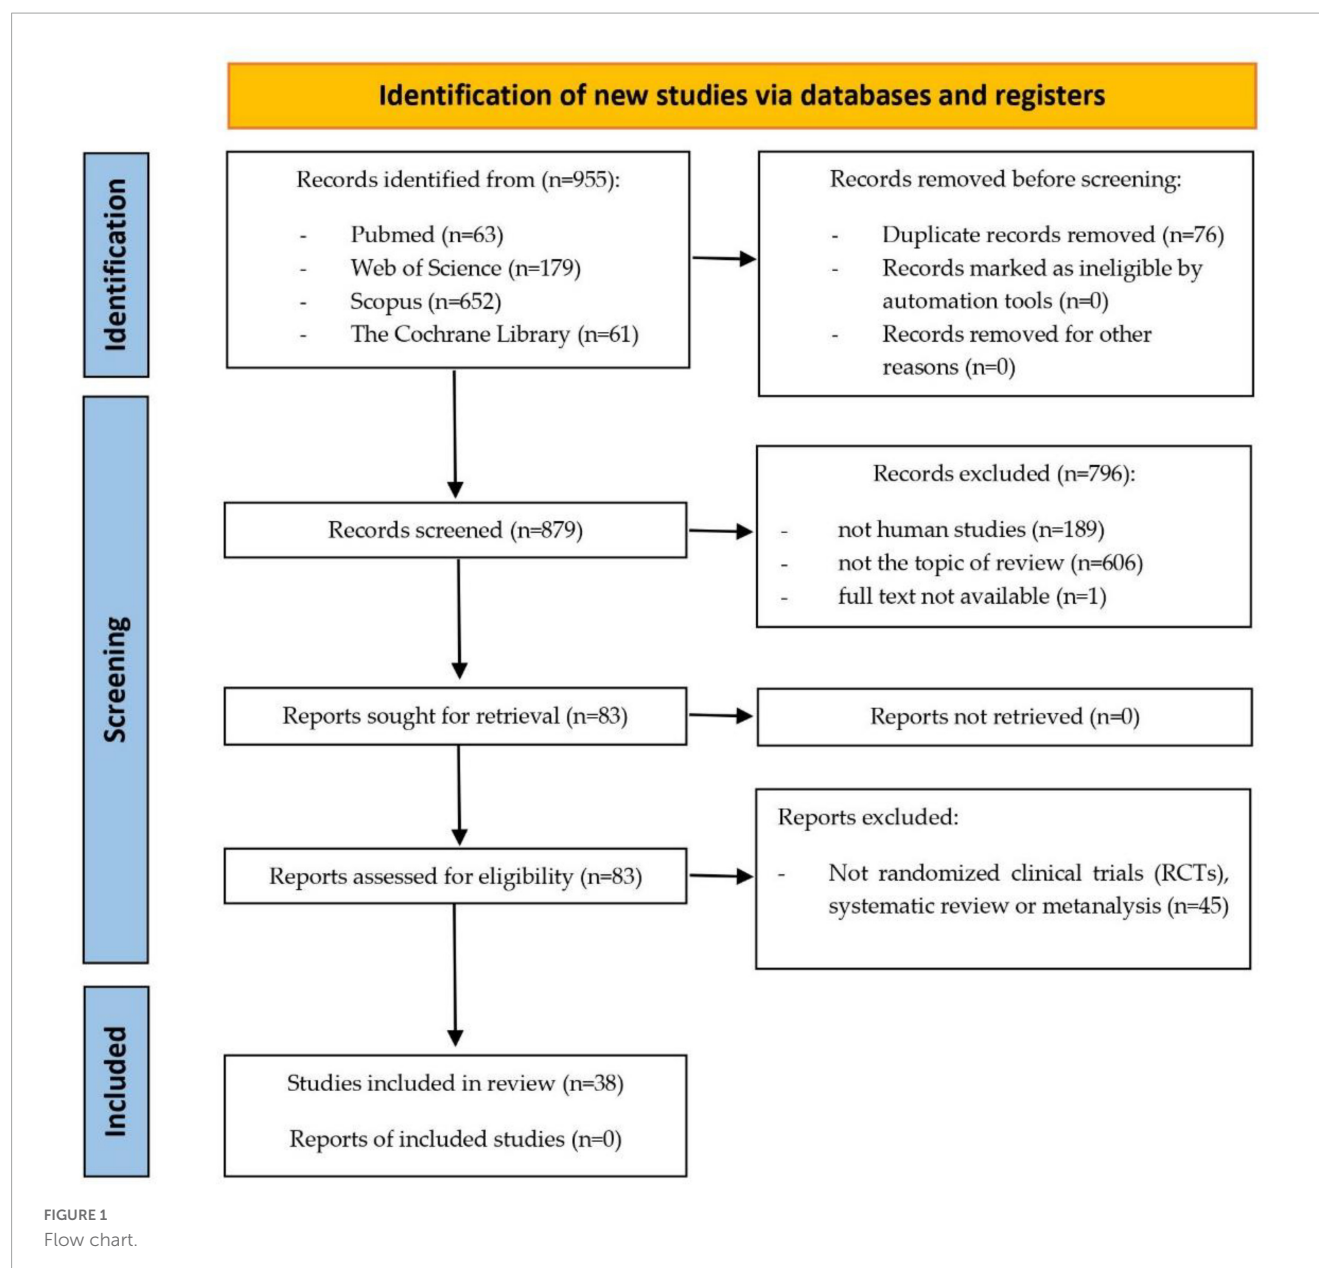 Identification of new studies via databases and registers
Identification
Records identified from (n=955):
- Pubmed (n=63)
- Web of Science (n=179)
- Scopus (n=652)
- The Cochrane Library (n=61)
Records removed before screening:
- Duplicate records removed (n=76)
- Records marked as ineligible by
automation tools (n=0)
- Records removed for other
reasons (n=0)
Screening
Records screened (n=879)
Records excluded (n=796):
- not human studies (n=189)
- not the topic of review (n=606)
- full text not available (n=1)
Reports sought for retrieval (n=83)
Reports not retrieved (n=0)
Reports assessed for eligibility (n=83)
Reports excluded:
- Not randomized clinical trials (RCTs),
systematic review or metanalysis (n=45)
Included
Studies included in review (n=38)
Reports of included studies (n=0)
FIGURE 1
Flow chart.